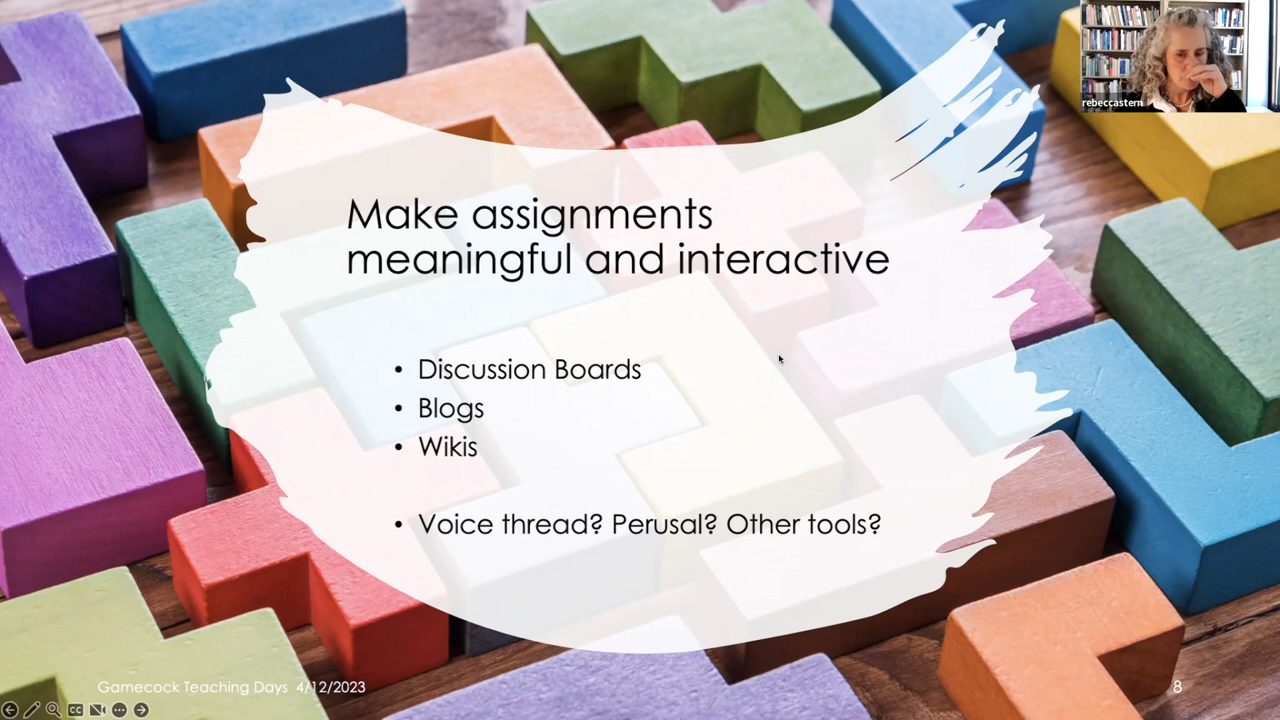 rebeccastern
Make assignments
meaningful and interactive
• Discussion Boards
• Blogs
• Wikis
• Voice thread? Perusal? Other tools?
Gamecock Teaching Days 4/12/2023
8
CC